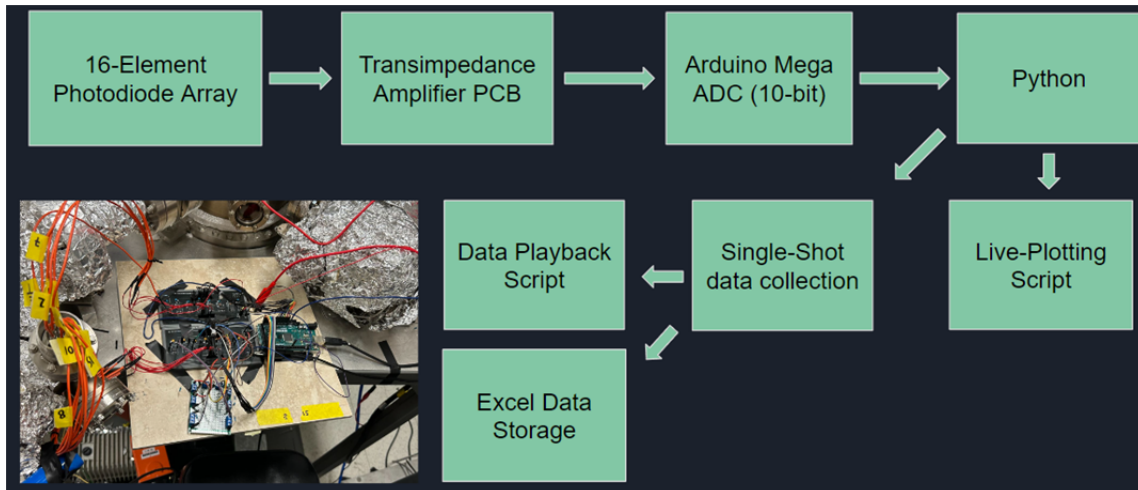 16-Element
Photodiode Array
Transimpedance
Amplifier PCB
Arduino Mega
ADC (10-bit)
Python
Data Playback
Script
Single-Shot
data collection
Live-Plotting
Script
Excel Data
Storage